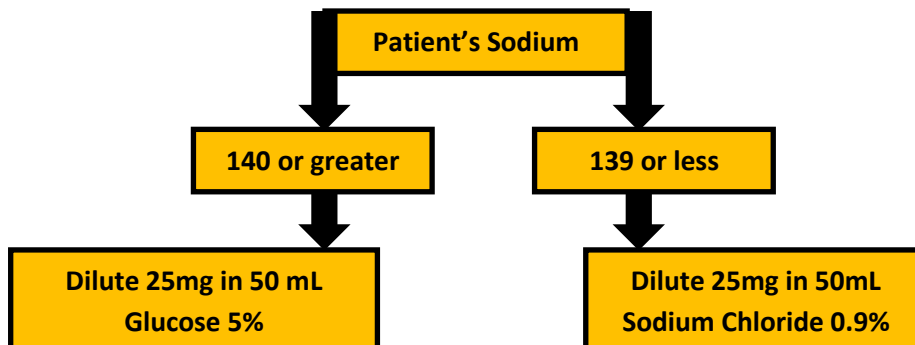 Patient’s Sodium
140 or greater
139 or less
Dilute 25mg in 50 mL
Glucose 5%
Dilute 25mg in 50mL
Sodium Chloride 0.9%